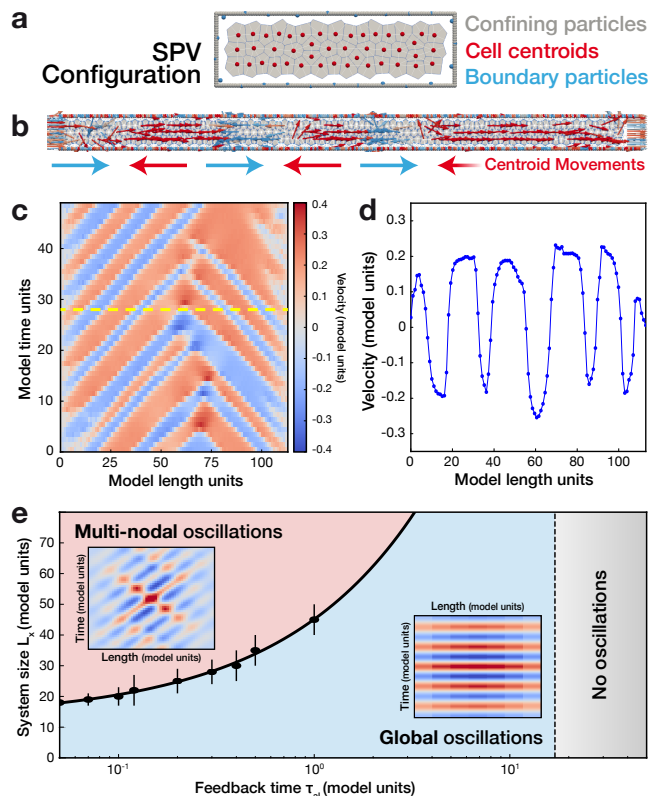 a
SPV
Configuration
Confining particles
Cell centroids
Boundary particles
b
Centroid Movements
c
Model time units
40
30
20
10
0
0
25
50
75
100
Model length units
0.4
0.3
0.2
0.1
0
-0.1
-0.2
-0.3
-0.4
Velocity (model units)
d
Velocity (model units)
0.3
0.2
0.1
0
-0.1
-0.2
-0.3
0
20
40
60
80
100
Model length units
e
System size Lx (model units)
70
60
50
40
30
20
10
0
Multi-nodal oscillations
Time (model units)
Length (model units)
Length (model units)
Time (model units)
Global oscillations
No oscillations
10⁻¹
10⁰
10¹
Feedback time τ (model units)